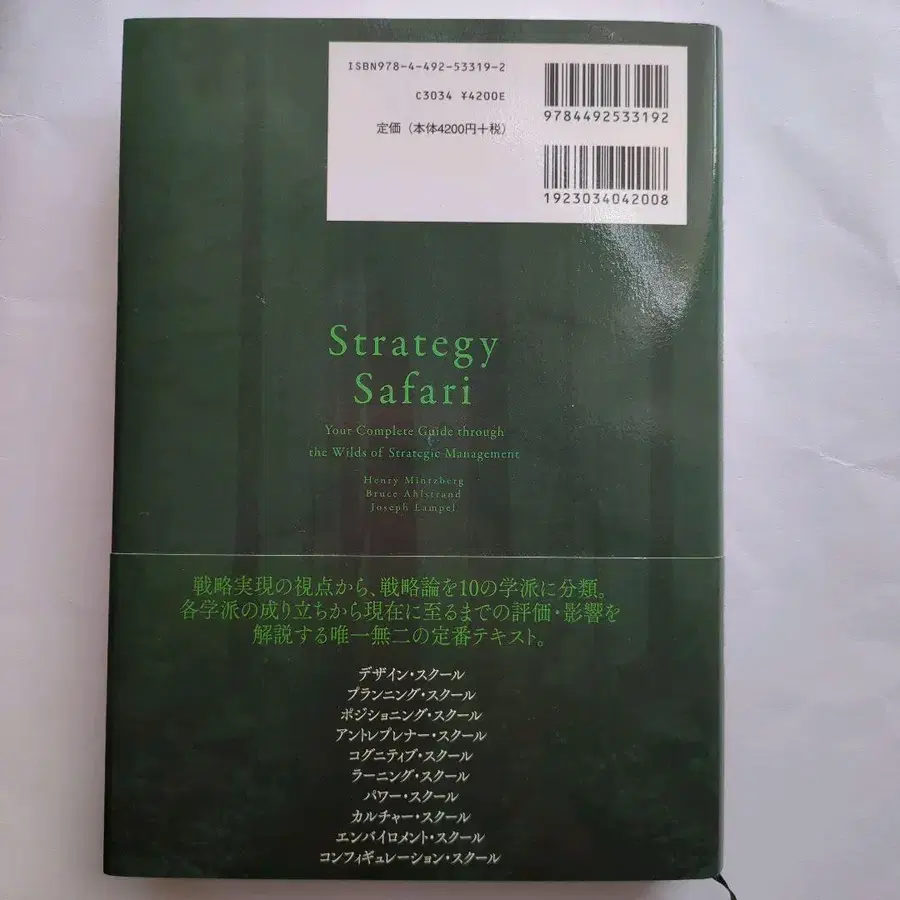 ISBN978-4-492-53319-2
C3034 ¥4200E
定価（本体4200円＋税）
9784492533192
1923034042008
Strategy
Safari
Your Complete Guide through
the Wilds of Strategic Management
Henry Mintzberg
Bruce Ahlstrand
Joseph Lampel
戦略実現の視点から、戦略論を10の学派に分類。
各学派の成り立ちから現在に至るまでの評価・影響を
解説する唯一無二の定番テキスト。
デザイン・スクール
プランニング・スクール
ポジショニング・スクール
アントレプレナー・スクール
コグニティブ・スクール
ラーニング・スクール
パワー・スクール
カルチャー・スクール
エンバイロメント・スクール
コンフィギュレーション・スクール